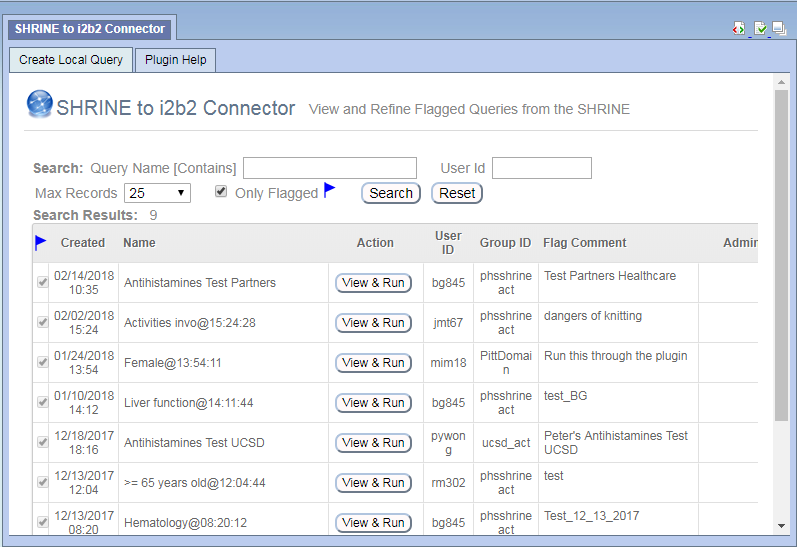 SHRINE to i2b2 Connector
Create Local Query Plugin Help
SHRINE to i2b2 Connector View and Refine Flagged Queries from the SHRINE
Search: Query Name [Contains] User Id
Max Records 25 Only Flagged Search Reset
Search Results: 9
Created Name Action User ID Group ID Flag Comment Admin
02/14/2018 10:35 Antihistamines Test Partners View & Run bg845 phsshrine act Test Partners Healthcare
02/02/2018 15:24 Activities invo@15:24:28 View & Run jmt67 phsshrine act dangers of knitting
01/24/2018 13:54 Female@13:54:11 View & Run mim18 PittDomai n Run this through the plugin
01/10/2018 14:12 Liver function@14:11:44 View & Run bg845 phsshrine act test_BG
12/18/2017 18:16 Antihistamines Test UCSD View & Run pywon g ucsd_act Peter's Antihistamines Test UCSD
12/13/2017 12:04 >= 65 years old@12:04:44 View & Run rm302 phsshrine act test
12/13/2017 08:20 Hematology@08:20:12 View & Run bg845 phsshrine act Test_12_13_2017